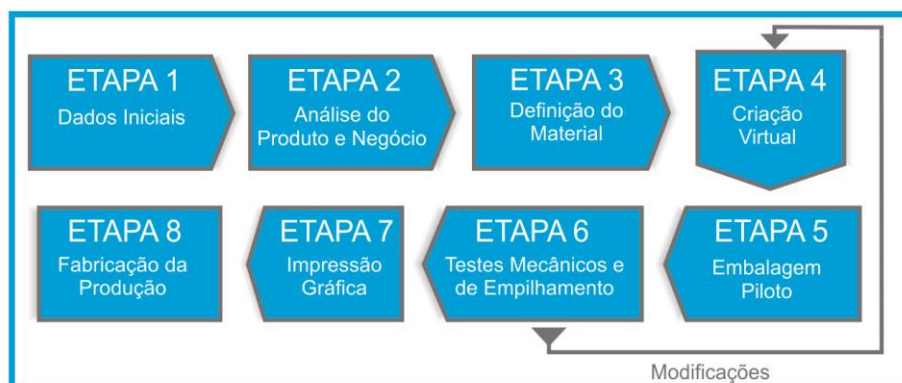 ETAPA 1
Dados Iniciais
ETAPA 2
Análise do
Produto e Negócio
ETAPA 3
Definição do
Material
ETAPA 4
Criação
Virtual
ETAPA 5
Embalagem
Piloto
ETAPA 6
Testes Mecânicos e
de Empilhamento
ETAPA 7
Impressão
Gráfica
ETAPA 8
Fabricação da
Produção
Modificações